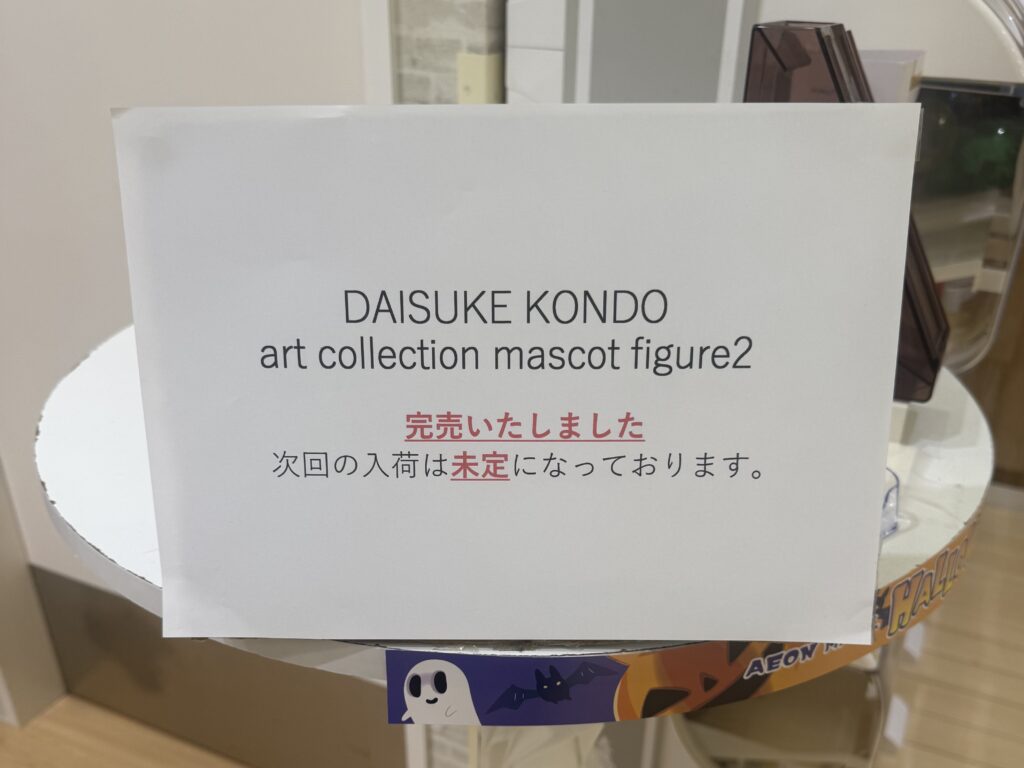 DAISUKE KONDO
art collection mascot figure2
完売いたしました
次回の入荷は未定になっております。
AEON